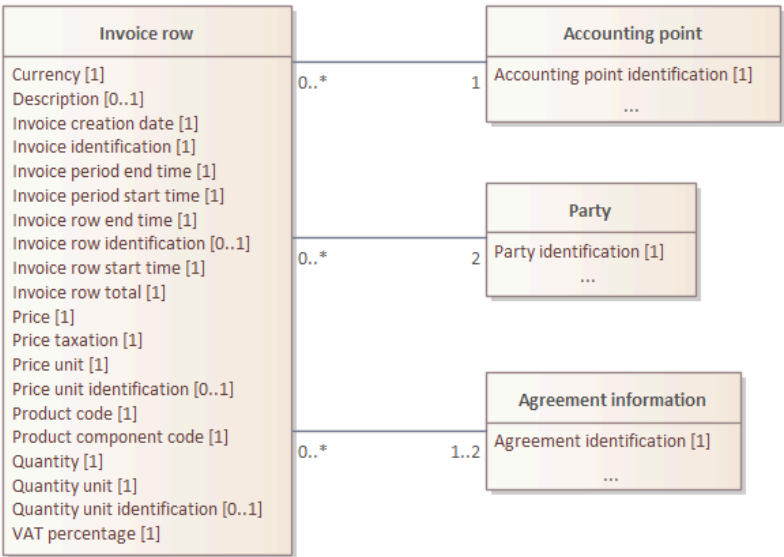 Invoice row
Currency [1]
Description [0..1]
Invoice creation date [1]
Invoice identification [1]
Invoice period end time [1]
Invoice period start time [1]
Invoice row end time [1]
Invoice row identification [0..1]
Invoice row start time [1]
Invoice row total [1]
Price [1]
Price taxation [1]
Price unit [1]
Price unit identification [0..1]
Product code [1]
Product component code [1]
Quantity [1]
Quantity unit [1]
Quantity unit identification [0..1]
VAT percentage [1]
0..* 1
Accounting point
Accounting point identification [1]
...
0..* 2
Party
Party identification [1]
...
0..* 1..2
Agreement information
Agreement identification [1]
...